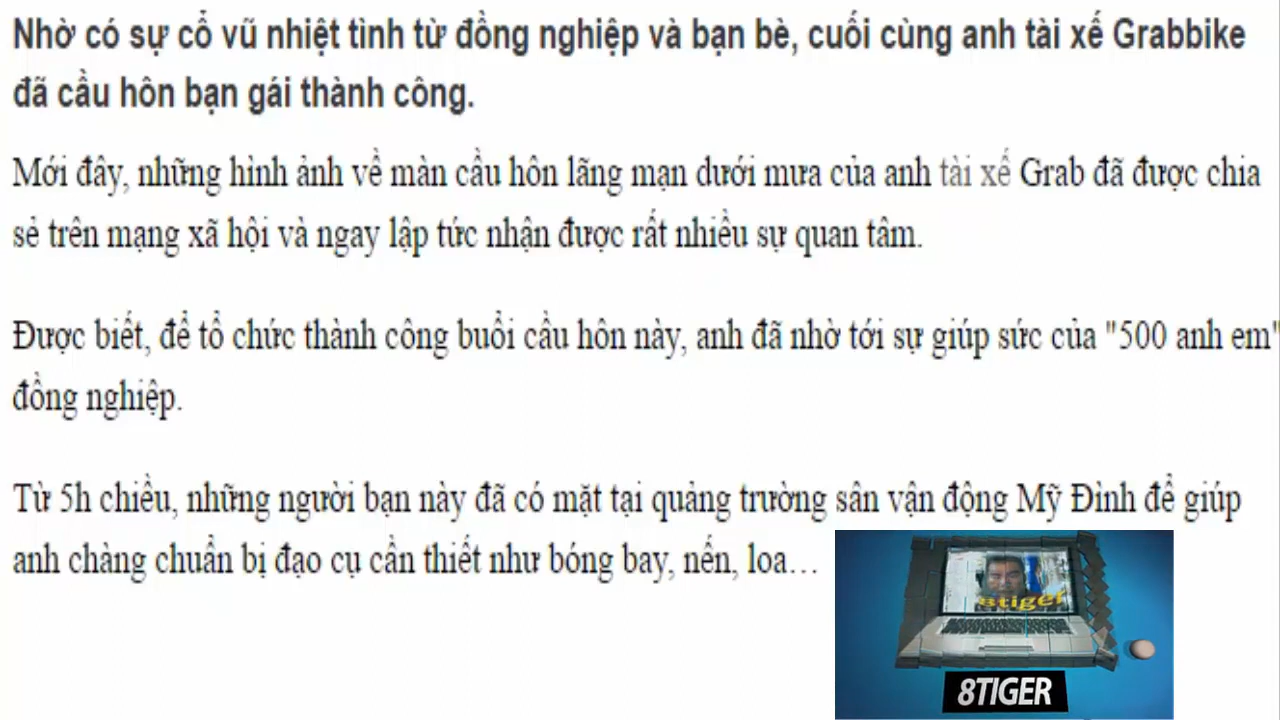 Nhờ có sự cổ vũ nhiệt tình từ đồng nghiệp và bạn bè, cuối cùng anh tài xế Grabbike
đã cầu hôn bạn gái thành công.
Mới đây, những hình ảnh về màn cầu hôn lãng mạn dưới mưa của anh tài xế Grab đã được chia
sẻ trên mạng xã hội và ngay lập tức nhận được rất nhiều sự quan tâm.
Được biết, để tổ chức thành công buổi cầu hôn này, anh đã nhờ tới sự giúp sức của "500 anh em"
đồng nghiệp.
Từ 5h chiều, những người bạn này đã có mặt tại quảng trường sân vận động Mỹ Đình để giúp
anh chàng chuẩn bị đạo cụ cần thiết như bóng bay, nến, loa…
8tiger
8TIGER